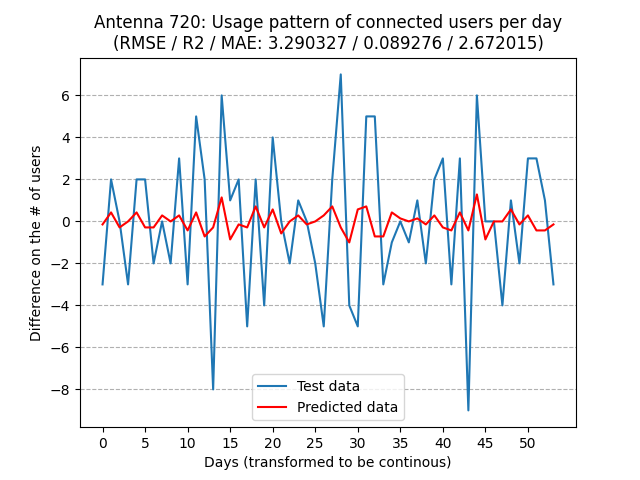 Antenna 720: Usage pattern of connected users per day
(RMSE / R2 / MAE: 3.290327 / 0.089276 / 2.672015)
Difference on the # of users
6
4
2
0
−2
−4
−6
−8
Test data
Predicted data
0 5 10 15 20 25 30 35 40 45 50
Days (transformed to be continous)